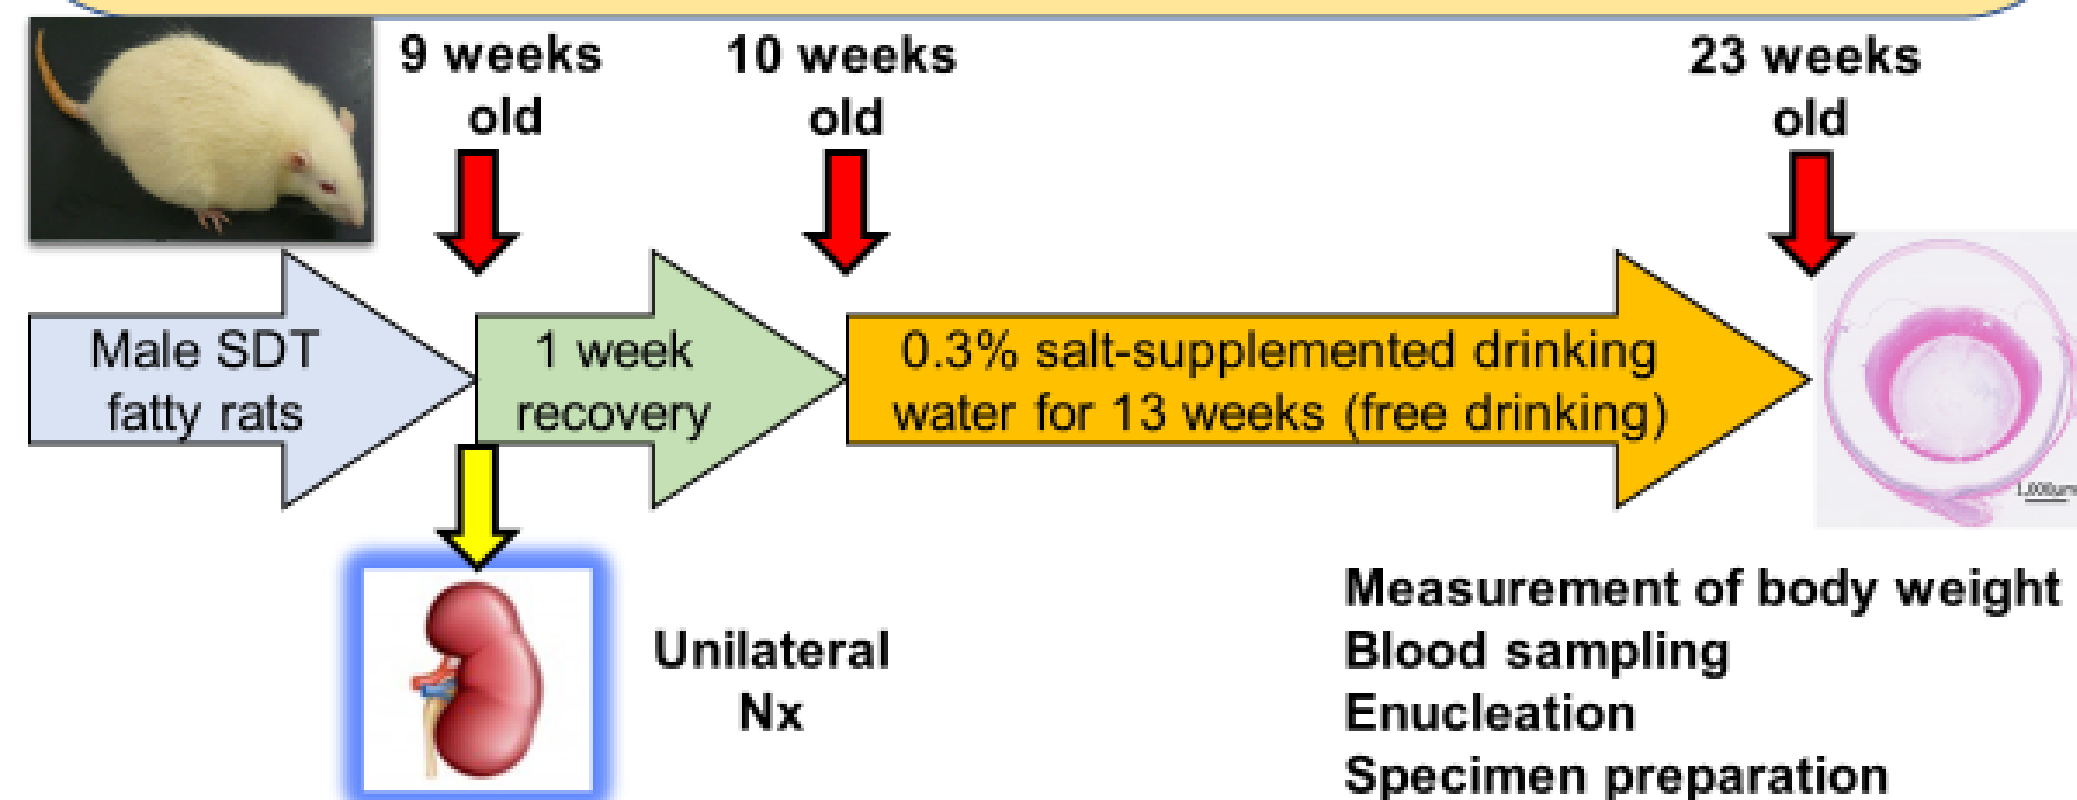 9 weeks
old
10 weeks
old
23 weeks
old
Male SDT
fatty rats
1 week
recovery
0.3% salt-supplemented drinking
water for 13 weeks (free drinking)
1,000μm
Unilateral
Nx
Measurement of body weight
Blood sampling
Enucleation
Specimen preparation